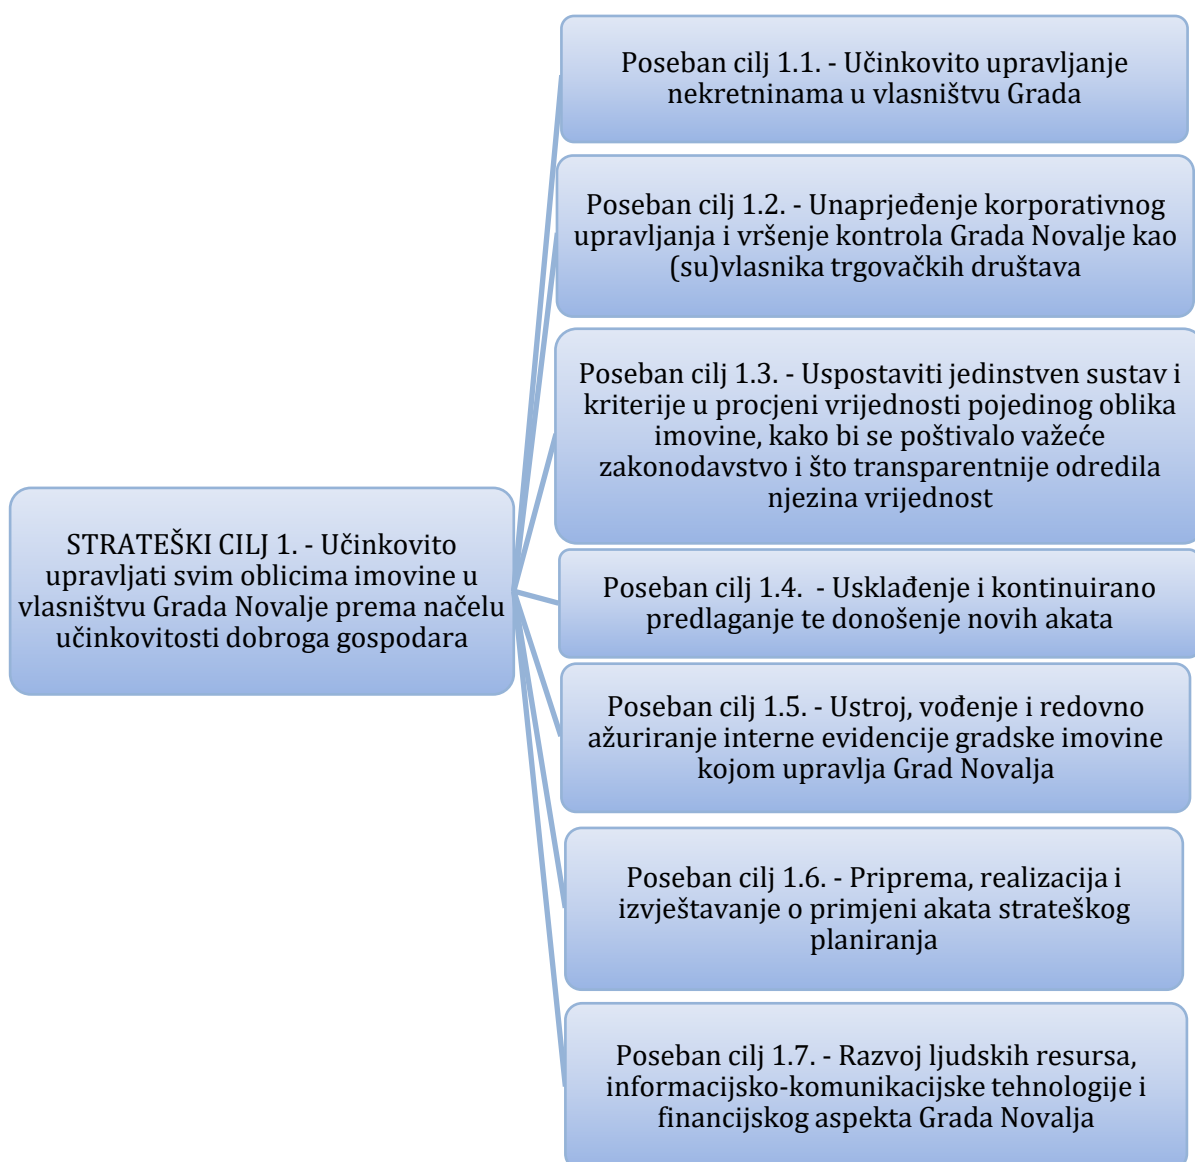 STRATEŠKI CILJ 1. - Učinkovito
upravljati svim oblicima imovine u
vlasništvu Grada Novalje prema načelu
učinkovitosti dobroga gospodara
Poseban cilj 1.1. - Učinkovito upravljanje
nekretninama u vlasništvu Grada
Poseban cilj 1.2. - Unaprjeđenje korporativnog
upravljanja i vršenje kontrola Grada Novalje kao
(su)vlasnika trgovačkih društava
Poseban cilj 1.3. - Uspostaviti jedinstven sustav i
kriterije u procjeni vrijednosti pojedinog oblika
imovine, kako bi se poštivalo važeće
zakonodavstvo i što transparentnije odredila
njezina vrijednost
Poseban cilj 1.4.  - Usklađenje i kontinuirano
predlaganje te donošenje novih akata
Poseban cilj 1.5. - Ustroj, vođenje i redovno
ažuriranje interne evidencije gradske imovine
kojom upravlja Grad Novalja
Poseban cilj 1.6. - Priprema, realizacija i
izvještavanje o primjeni akata strateškog
planiranja
Poseban cilj 1.7. - Razvoj ljudskih resursa,
informacijsko-komunikacijske tehnologije i
financijskog aspekta Grada Novalja